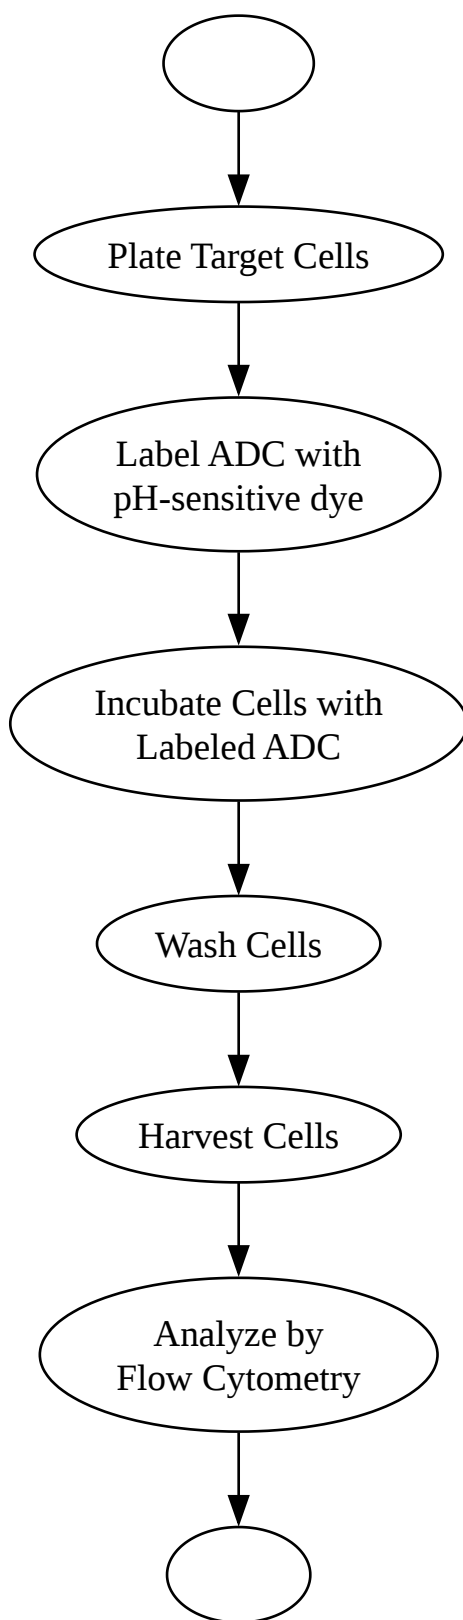 Plate Target Cells
Label ADC with
pH-sensitive dye
Incubate Cells with
Labeled ADC
Wash Cells
Harvest Cells
Analyze by
Flow Cytometry